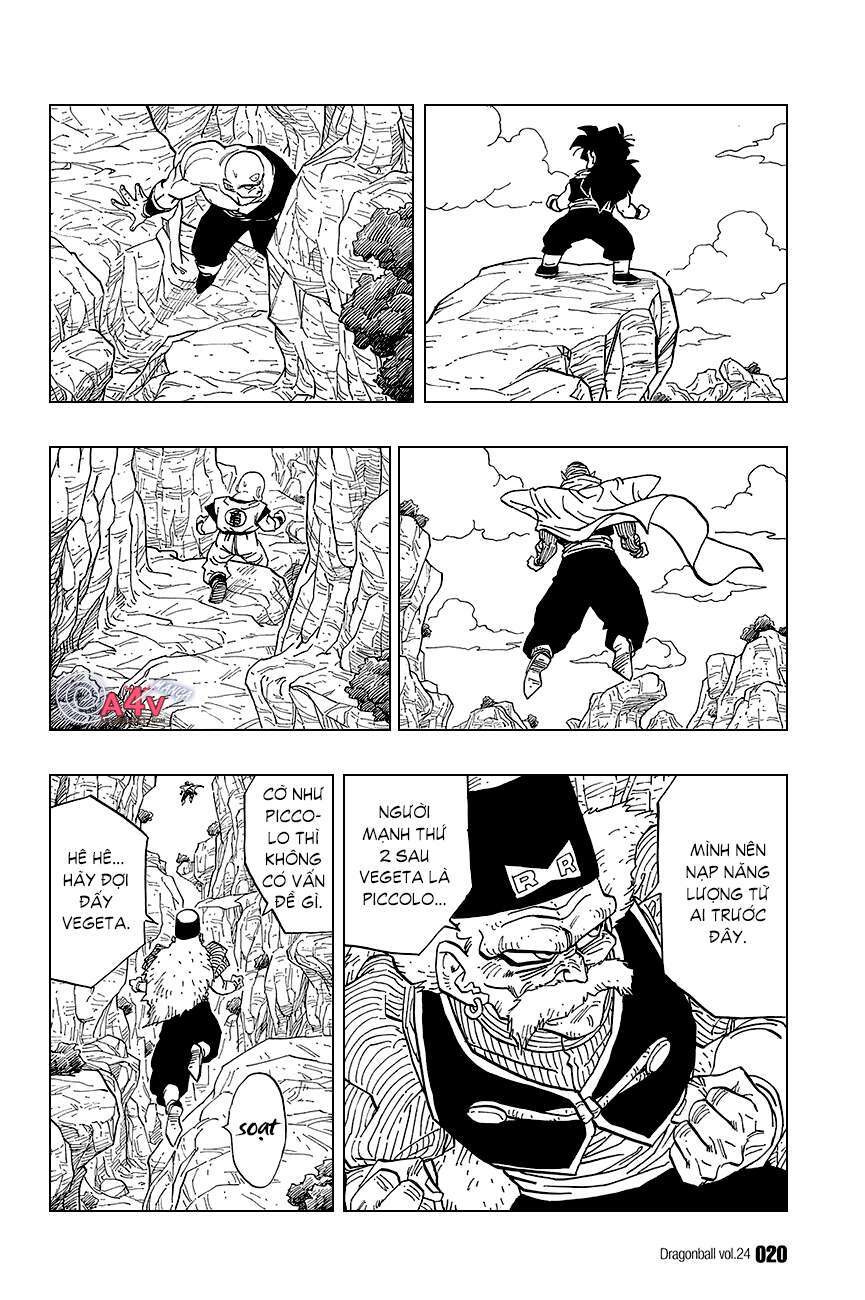 A4v
MÌNH NÊN
NẠP NĂNG
LƯỢNG TỪ
AI TRƯỚC
ĐÂY.
NGƯỜI
MẠNH THỨ
2 SAU
VEGETA LÀ
PICCOLO...
R R
CỠ NHƯ
PICCO-
LO THÌ
KHÔNG
CÓ VẤN
ĐỀ GÌ.
HÊ HÊ...
HÃY ĐỢI
ĐẤY
VEGETA.
soạt
Dragonball vol.24 020